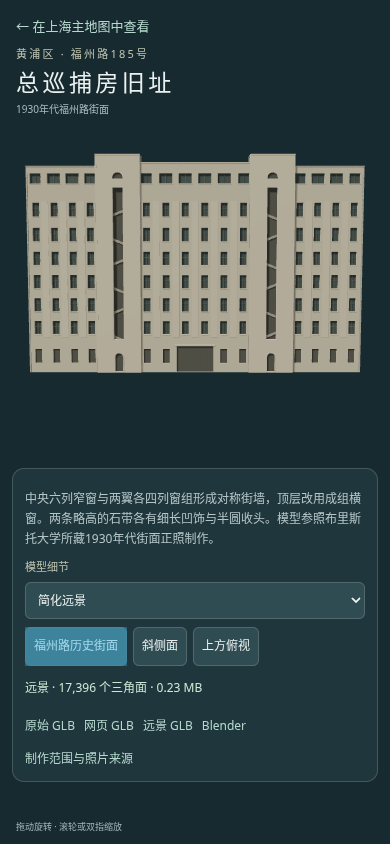 ← 在上海主地图中查看
黄浦区 · 福州路185号
总巡捕房旧址
1930年代福州路街面
中央六列窄窗与两翼各四列窗组形成对称街墙，顶层改用成组横
窗。两条略高的石带各有细长凹饰与半圆收头。模型参照布里斯
托大学所藏1930年代街面正照制作。
模型细节
简化远景
福州路历史街面 斜侧面 上方俯视
远景 · 17,396 个三角面 · 0.23 MB
原始 GLB 网页 GLB 远景 GLB Blender
制作范围与照片来源
拖动旋转 · 滚轮或双指缩放